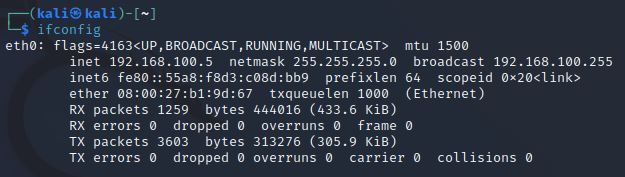 ┌──(kali㉿kali)-[~]
└─$ ifconfig
eth0: flags=4163<UP,BROADCAST,RUNNING,MULTICAST>  mtu 1500
        inet 192.168.100.5  netmask 255.255.255.0  broadcast 192.168.100.255
        inet6 fe80::55a8:f8d3:c08d:bb9  prefixlen 64  scopeid 0×20<link>
        ether 08:00:27:b1:9d:67  txqueuelen 1000  (Ethernet)
        RX packets 1259  bytes 444016 (433.6 KiB)
        RX errors 0  dropped 0  overruns 0  frame 0
        TX packets 3603  bytes 313276 (305.9 KiB)
        TX errors 0  dropped 0 overruns 0  carrier 0  collisions 0